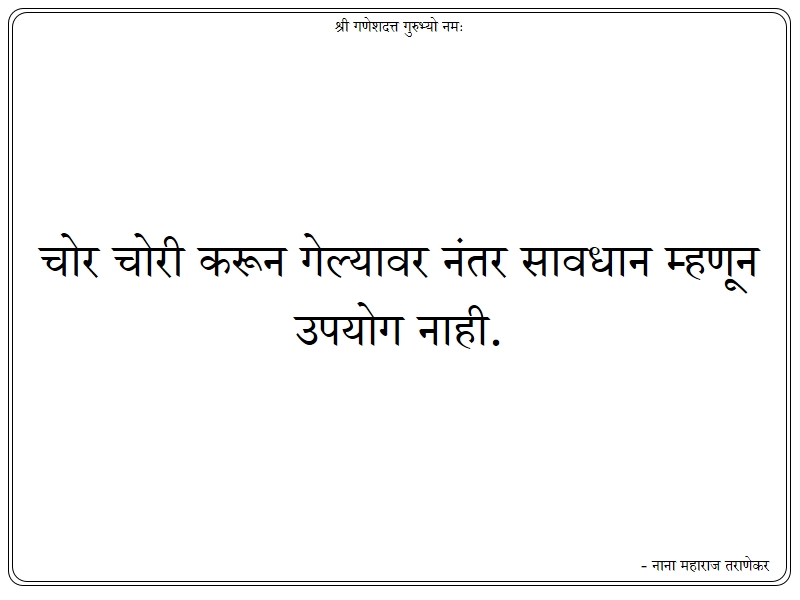 श्री गणेशदत्त गुरुभ्यो नमः
चोर चोरी करून गेल्यावर नंतर सावधान म्हणून
उपयोग नाही.
- नाना महाराज तराणेकर